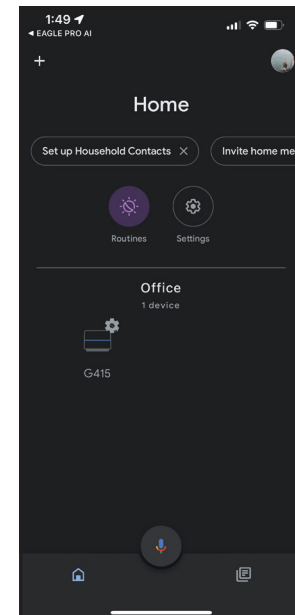 1:49
◀ EAGLE PRO AI
+
Home
Set up Household Contacts ×
Invite home me
Routines
Settings
Office
1 device
G415